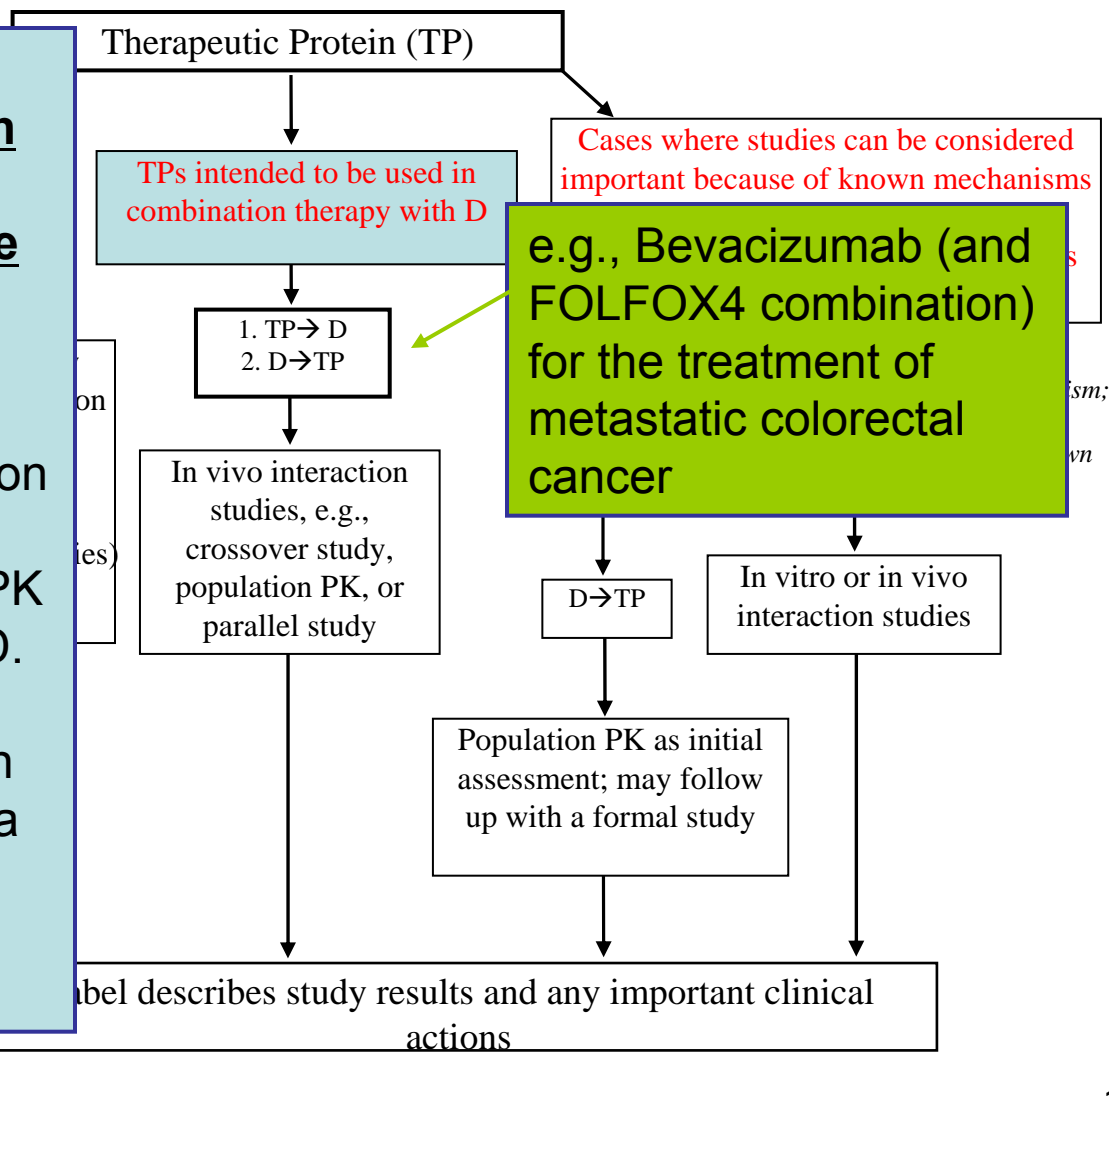 Therapeutic Protein (TP)
TPs intended to be used in
combination therapy with D
Cases where studies can be considered
important because of known mechanisms
e.g., Bevacizumab (and
FOLFOX4 combination)
for the treatment of
metastatic colorectal
cancer
1. TP→ D
2. D→TP
on
PK
In vivo interaction
studies, e.g.,
crossover study,
population PK, or
parallel study
D→TP
In vitro or in vivo
interaction studies
Population PK as initial
assessment; may follow
up with a formal study
describes study results and any important clinical
actions